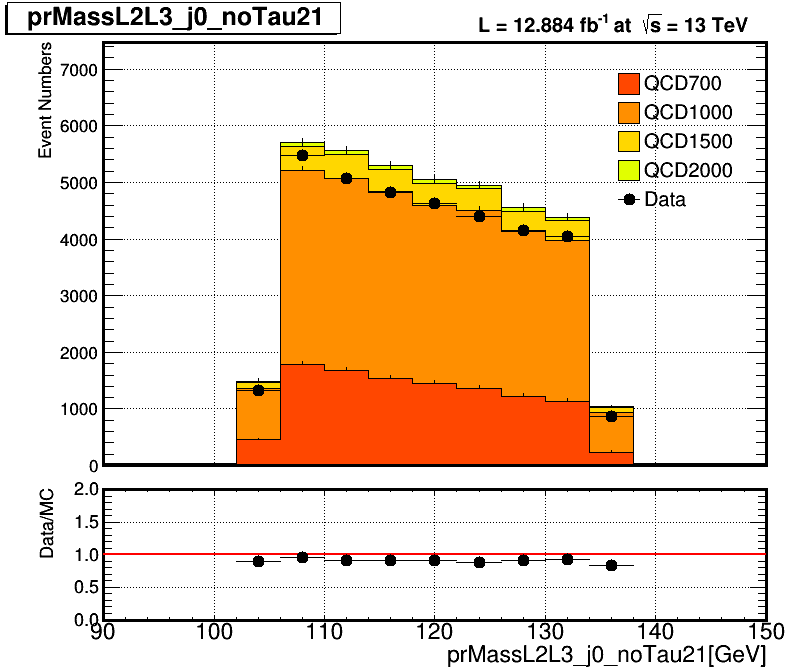 prMassL2L3_j0_noTau21
L = 12.884 fb⁻¹ at √s = 13 TeV
Event Numbers
7000
6000
5000
4000
3000
2000
1000
0
QCD700
QCD1000
QCD1500
QCD2000
Data
Data/MC
2.0
1.5
1.0
0.5
0.0
90 100 110 120 130 140 150
prMassL2L3_j0_noTau21[GeV]